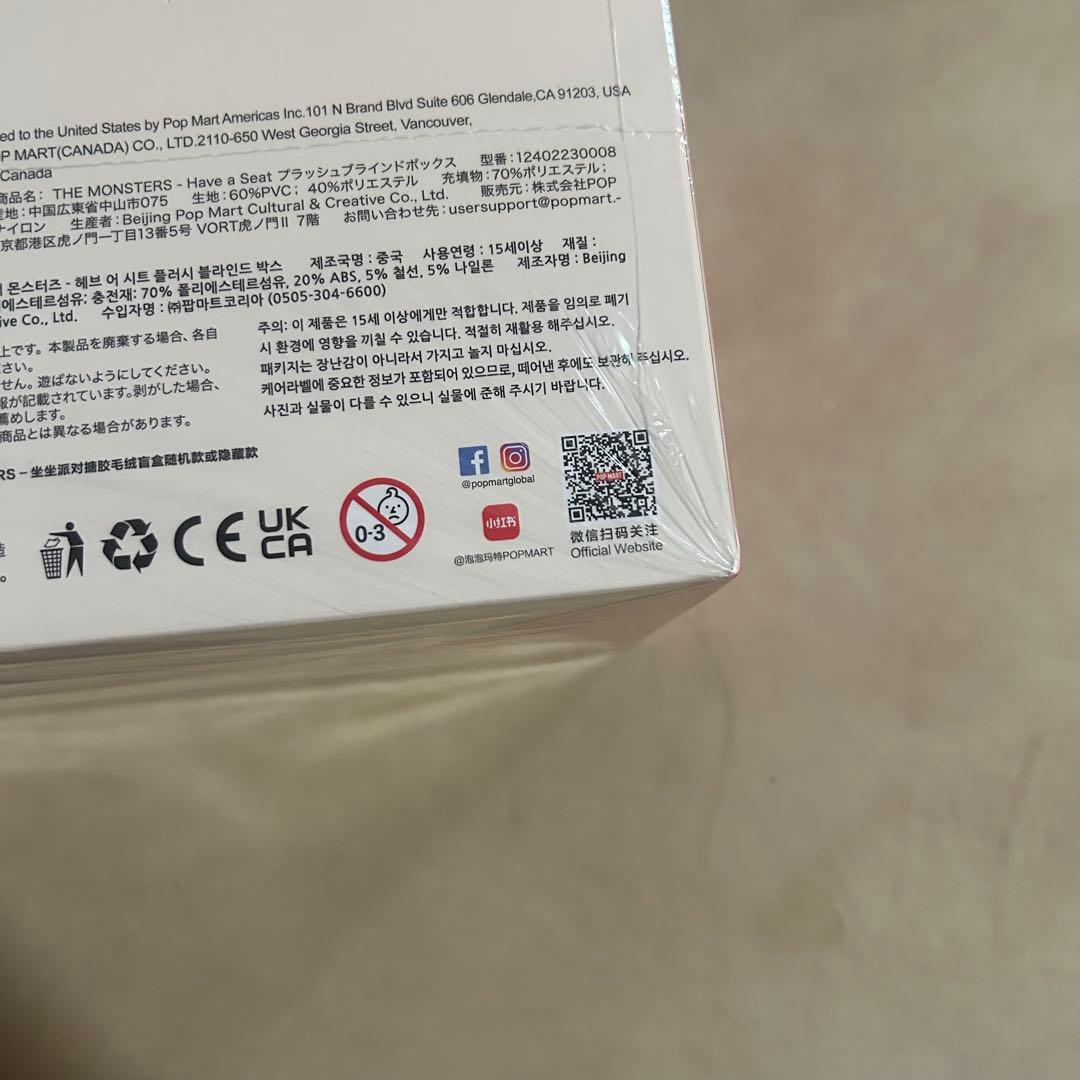 ed to the United States by Pop Mart Americas Inc.101 N Brand Blvd Suite 606 Glendale,CA 91203, USA
OP MART(CANADA) CO., LTD.2110-650 West Georgia Street, Vancouver,
Canada
商品名： THE MONSTERS - Have a Seat プラッシュブラインドボックス 型番：12402230008
産地：中国広東省中山市075 生地：60%PVC；40%ポリエステル 充填物：70%ポリエステル；
ナイロン 生産者：Beijing Pop Mart Cultural & Creative Co., Ltd. 販売元：株式会社POP
京都港区虎ノ門一丁目13番5号 VORT虎ノ門Ⅱ 7階 お問い合わせ先：usersupport@popmart.-
몬스터즈 - 헤브 어 시트 플러시 블라인드 박스 제조국명 : 중국 사용연령 : 15세이상 재질 :
리에스테르섬유; 충전재: 70% 폴리에스테르섬유, 20% ABS, 5% 철선, 5% 나일론 제조자명 : Beijing
ive Co., Ltd. 수입자명 : ㈜팝마트코리아 (0505-304-6600)
上です。本製品を廃棄する場合、各自
ださい。
せん。遊ばないようにしてください。
報が記載されています。剥がした場合、
薦めします。
商品とは異なる場合があります。
주의: 이 제품은 15세 이상에게만 적합합니다. 제품을 임의로 폐기
시 환경에 영향을 끼칠 수 있습니다. 적절히 재활용 해주십시오.
패키지는 장난감이 아니라서 가지고 놀지 마십시오.
케어라벨에 중요한 정보가 포함되어 있으므로, 떼어낸 후에도 보관해 주십시오.
사진과 실물이 다를 수 있으니 실물에 준해 주시기 바랍니다.
ERS – 坐坐派对搪胶毛绒盲盒随机款或隐藏款
@popmartglobal
POP MART
小红书
@泡泡玛特POPMART
微信扫码关注
Official Website
造
。
CE
UK
CA
0-3